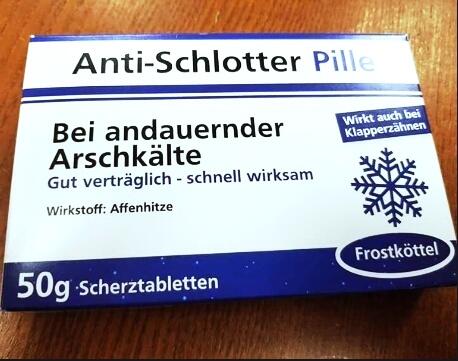 Anti-Schlotter Pille
Wirkt auch bei
Klapperzähnen
Bei andauernder
Arschkälte
Gut verträglich - schnell wirksam
Wirkstoff: Affenhitze
Frostköttel
50g Scherztabletten